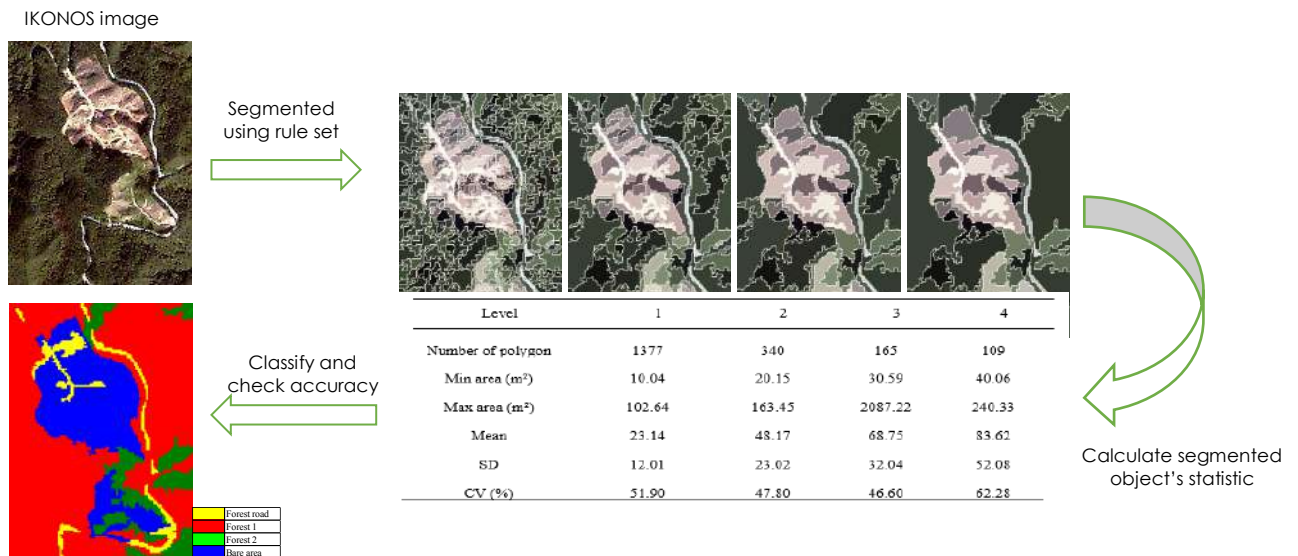 IKONOS image
Segmented
using rule set
Level 1 2 3 4
Number of polygon 1377 340 165 109
Min area (m²) 10.04 20.15 30.59 40.06
Max area (m²) 102.64 163.45 2087.22 240.33
Mean 23.14 48.17 68.75 83.62
SD 12.01 23.02 32.04 52.08
CV (%) 51.90 47.80 46.60 62.28
Calculate segmented
object's statistic
Classify and
check accuracy
Forest road
Forest 1
Forest 2
Bare area